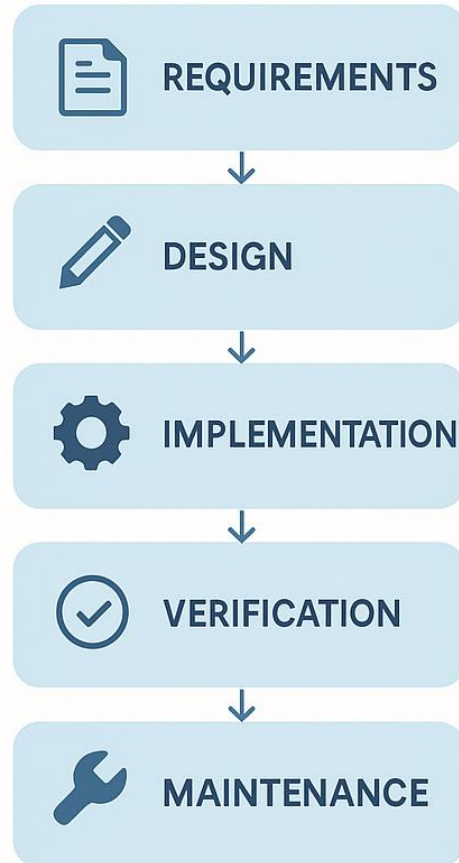 REQUIREMENTS
DESIGN
IMPLEMENTATION
VERIFICATION
MAINTENANCE